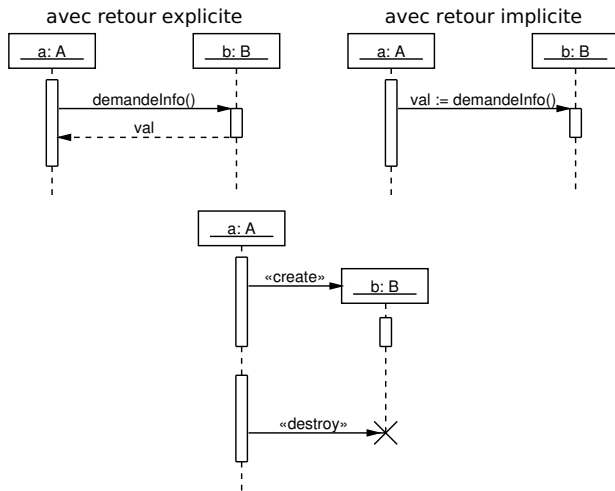 avec retour explicite
avec retour implicite
a: A
b: B
a: A
b: B
demandeInfo()
val := demandeInfo()
val
a: A
«create»
b: B
«destroy»